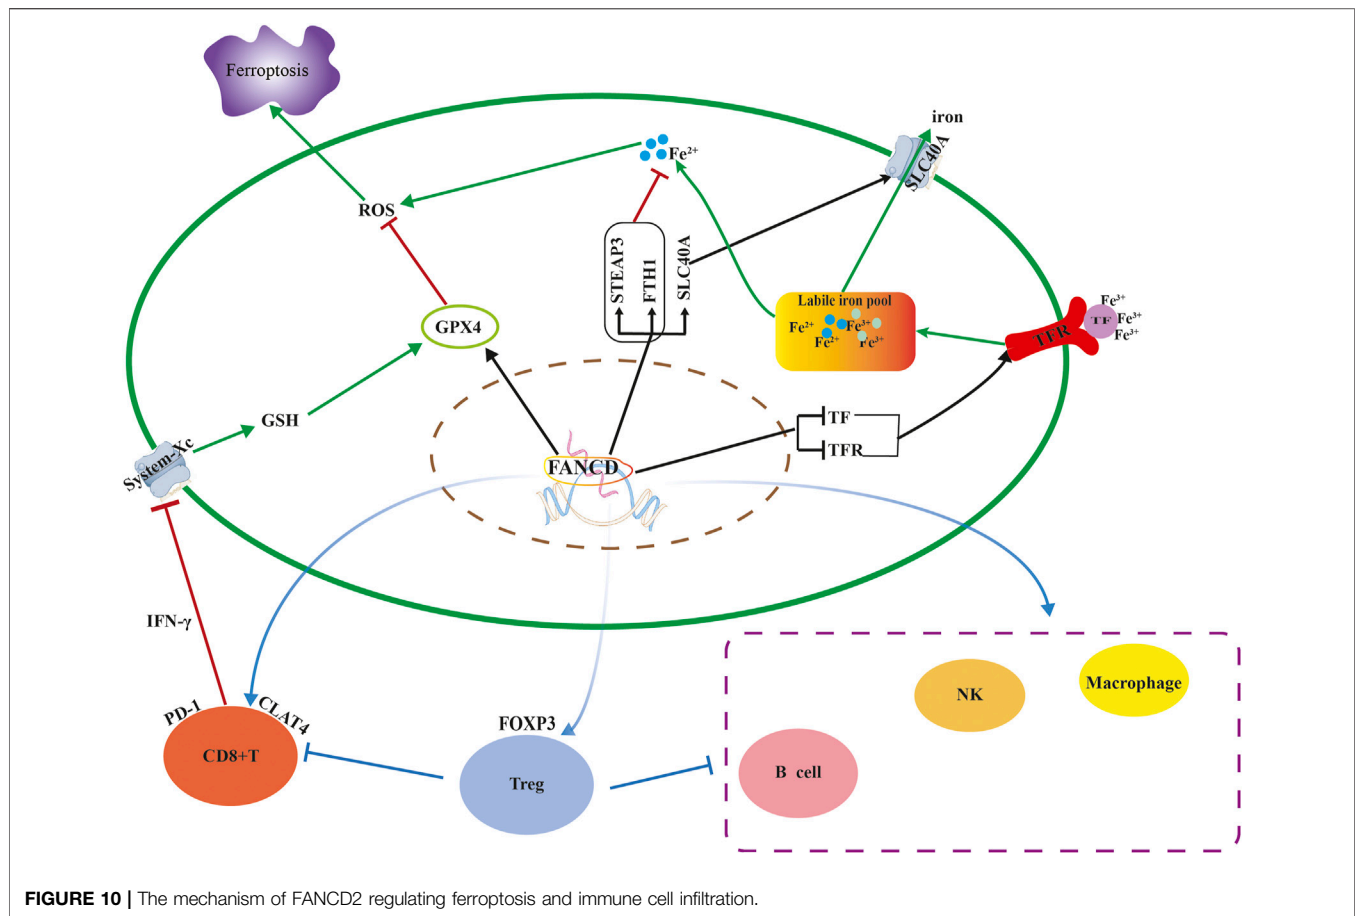 Ferroptosis
iron
SLC40A
Fe²⁺
ROS
STEAP3
FTH1
SLC40A
Labile iron pool
Fe²⁺
Fe³⁺
Fe²⁺
Fe³⁺
Fe³⁺
TF
Fe³⁺
Fe³⁺
TFR
GPX4
GSH
System-Xc
FANCD
TF
TFR
IFN-γ
PD-1
CLAT4
CD8+T
FOXP3
Treg
NK
Macrophage
B cell
FIGURE 10 | The mechanism of FANCD2 regulating ferroptosis and immune cell infiltration.